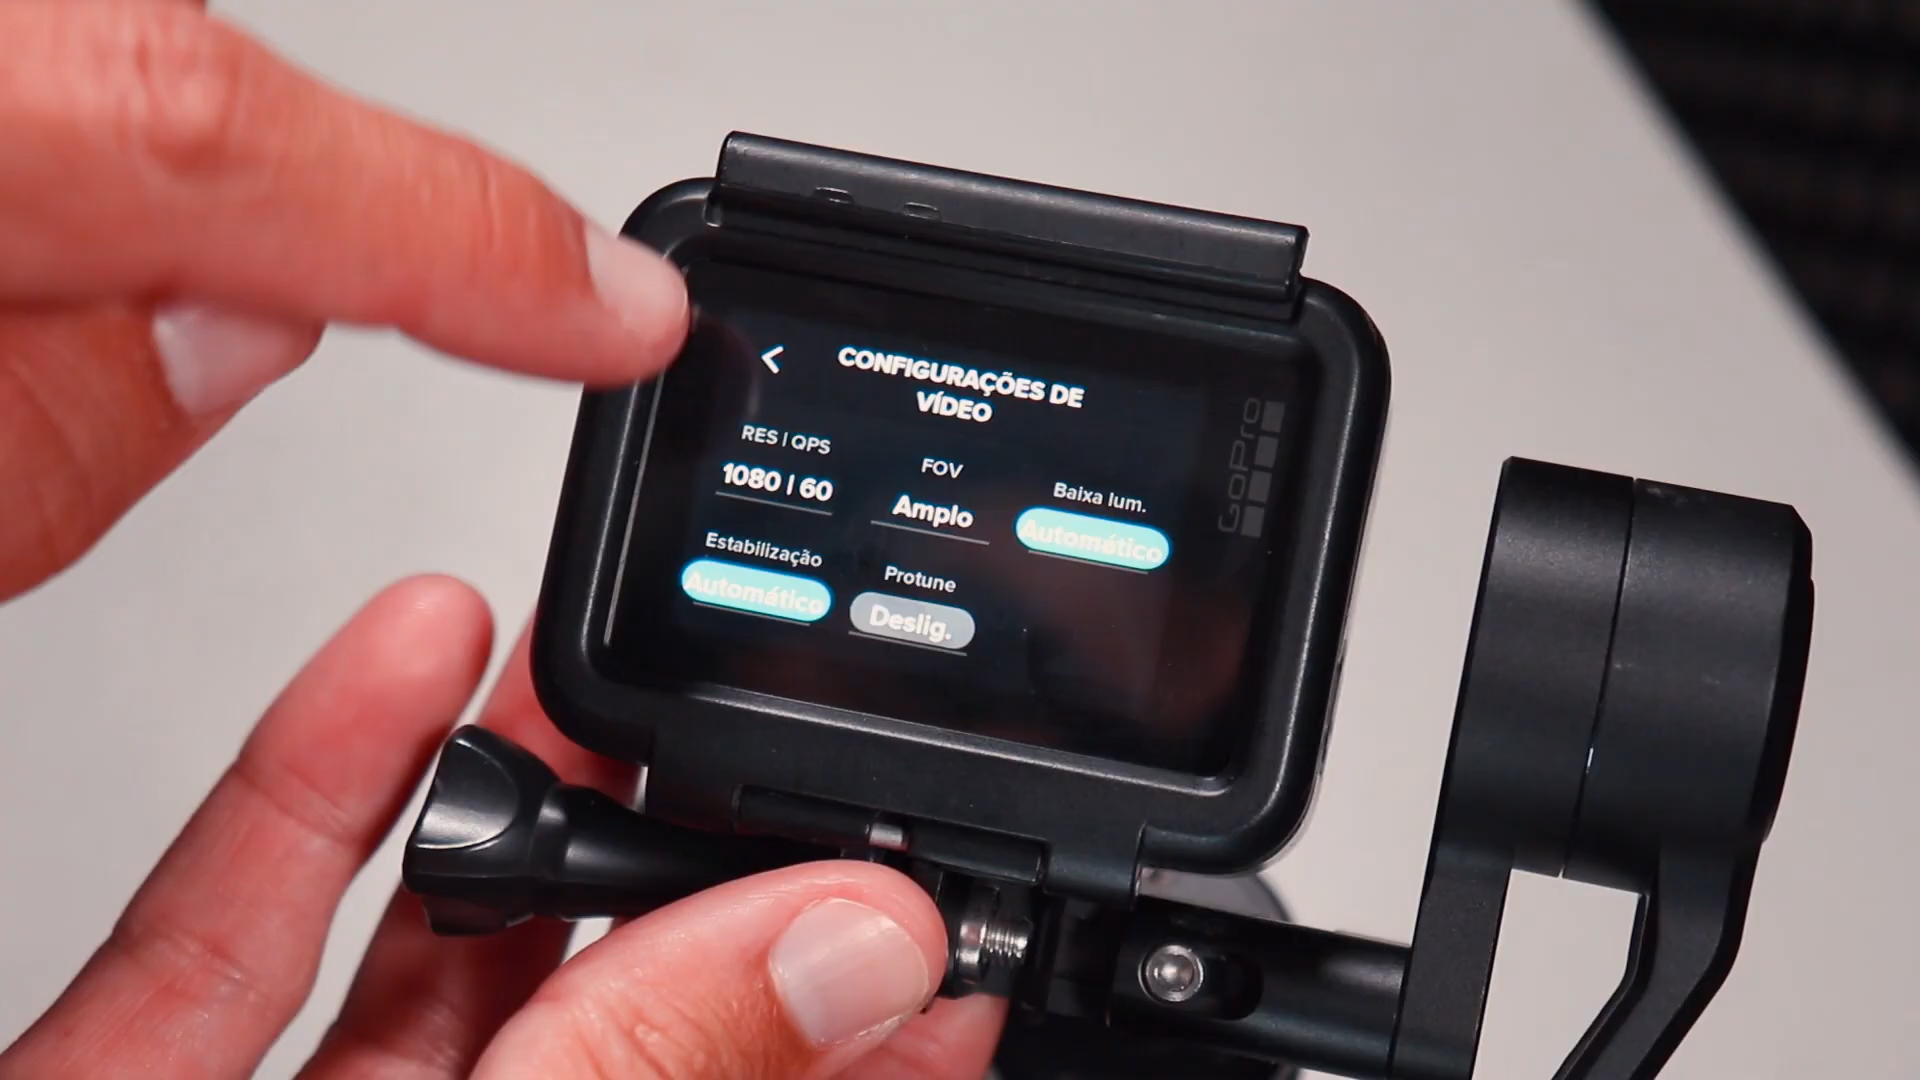 CONFIGURAÇÕES DE
VÍDEO
RES | QPS
1080 | 60
FOV
Amplo
Baixa lum.
Automático
Estabilização
Automático
Protune
Deslig.
GoPro